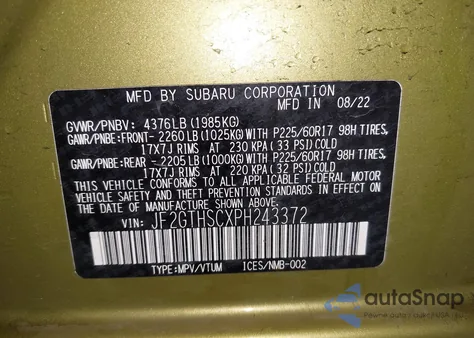 MFD BY SUBARU CORPORATION
MFD IN 08/22
GVWR/PNBV: 4376LB (1985KG)
GAWR/PNBE:FRONT- 2260LB (1025KG) WITH P225/60R17 98H TIRES,
17X7J RIMS AT 230 KPA (33 PSI) COLD
GAWR/PNBE:REAR - 2205LB (1000KG) WITH P225/60R17 98H TIRES,
17X7J RIMS AT 220 KPA (32 PSI) COLD
THIS VEHICLE CONFORMS TO ALL APPLICABLE FEDERAL MOTOR
VEHICLE SAFETY AND BUMPER STANDARDS IN EFFECT ON THE DATE
OF MANUFACTURE SHOWN ABOVE.
VIN: JF2GTHSCXPH243372
TYPE:MPV/VTUM ICES/NMB-002
autoSnap